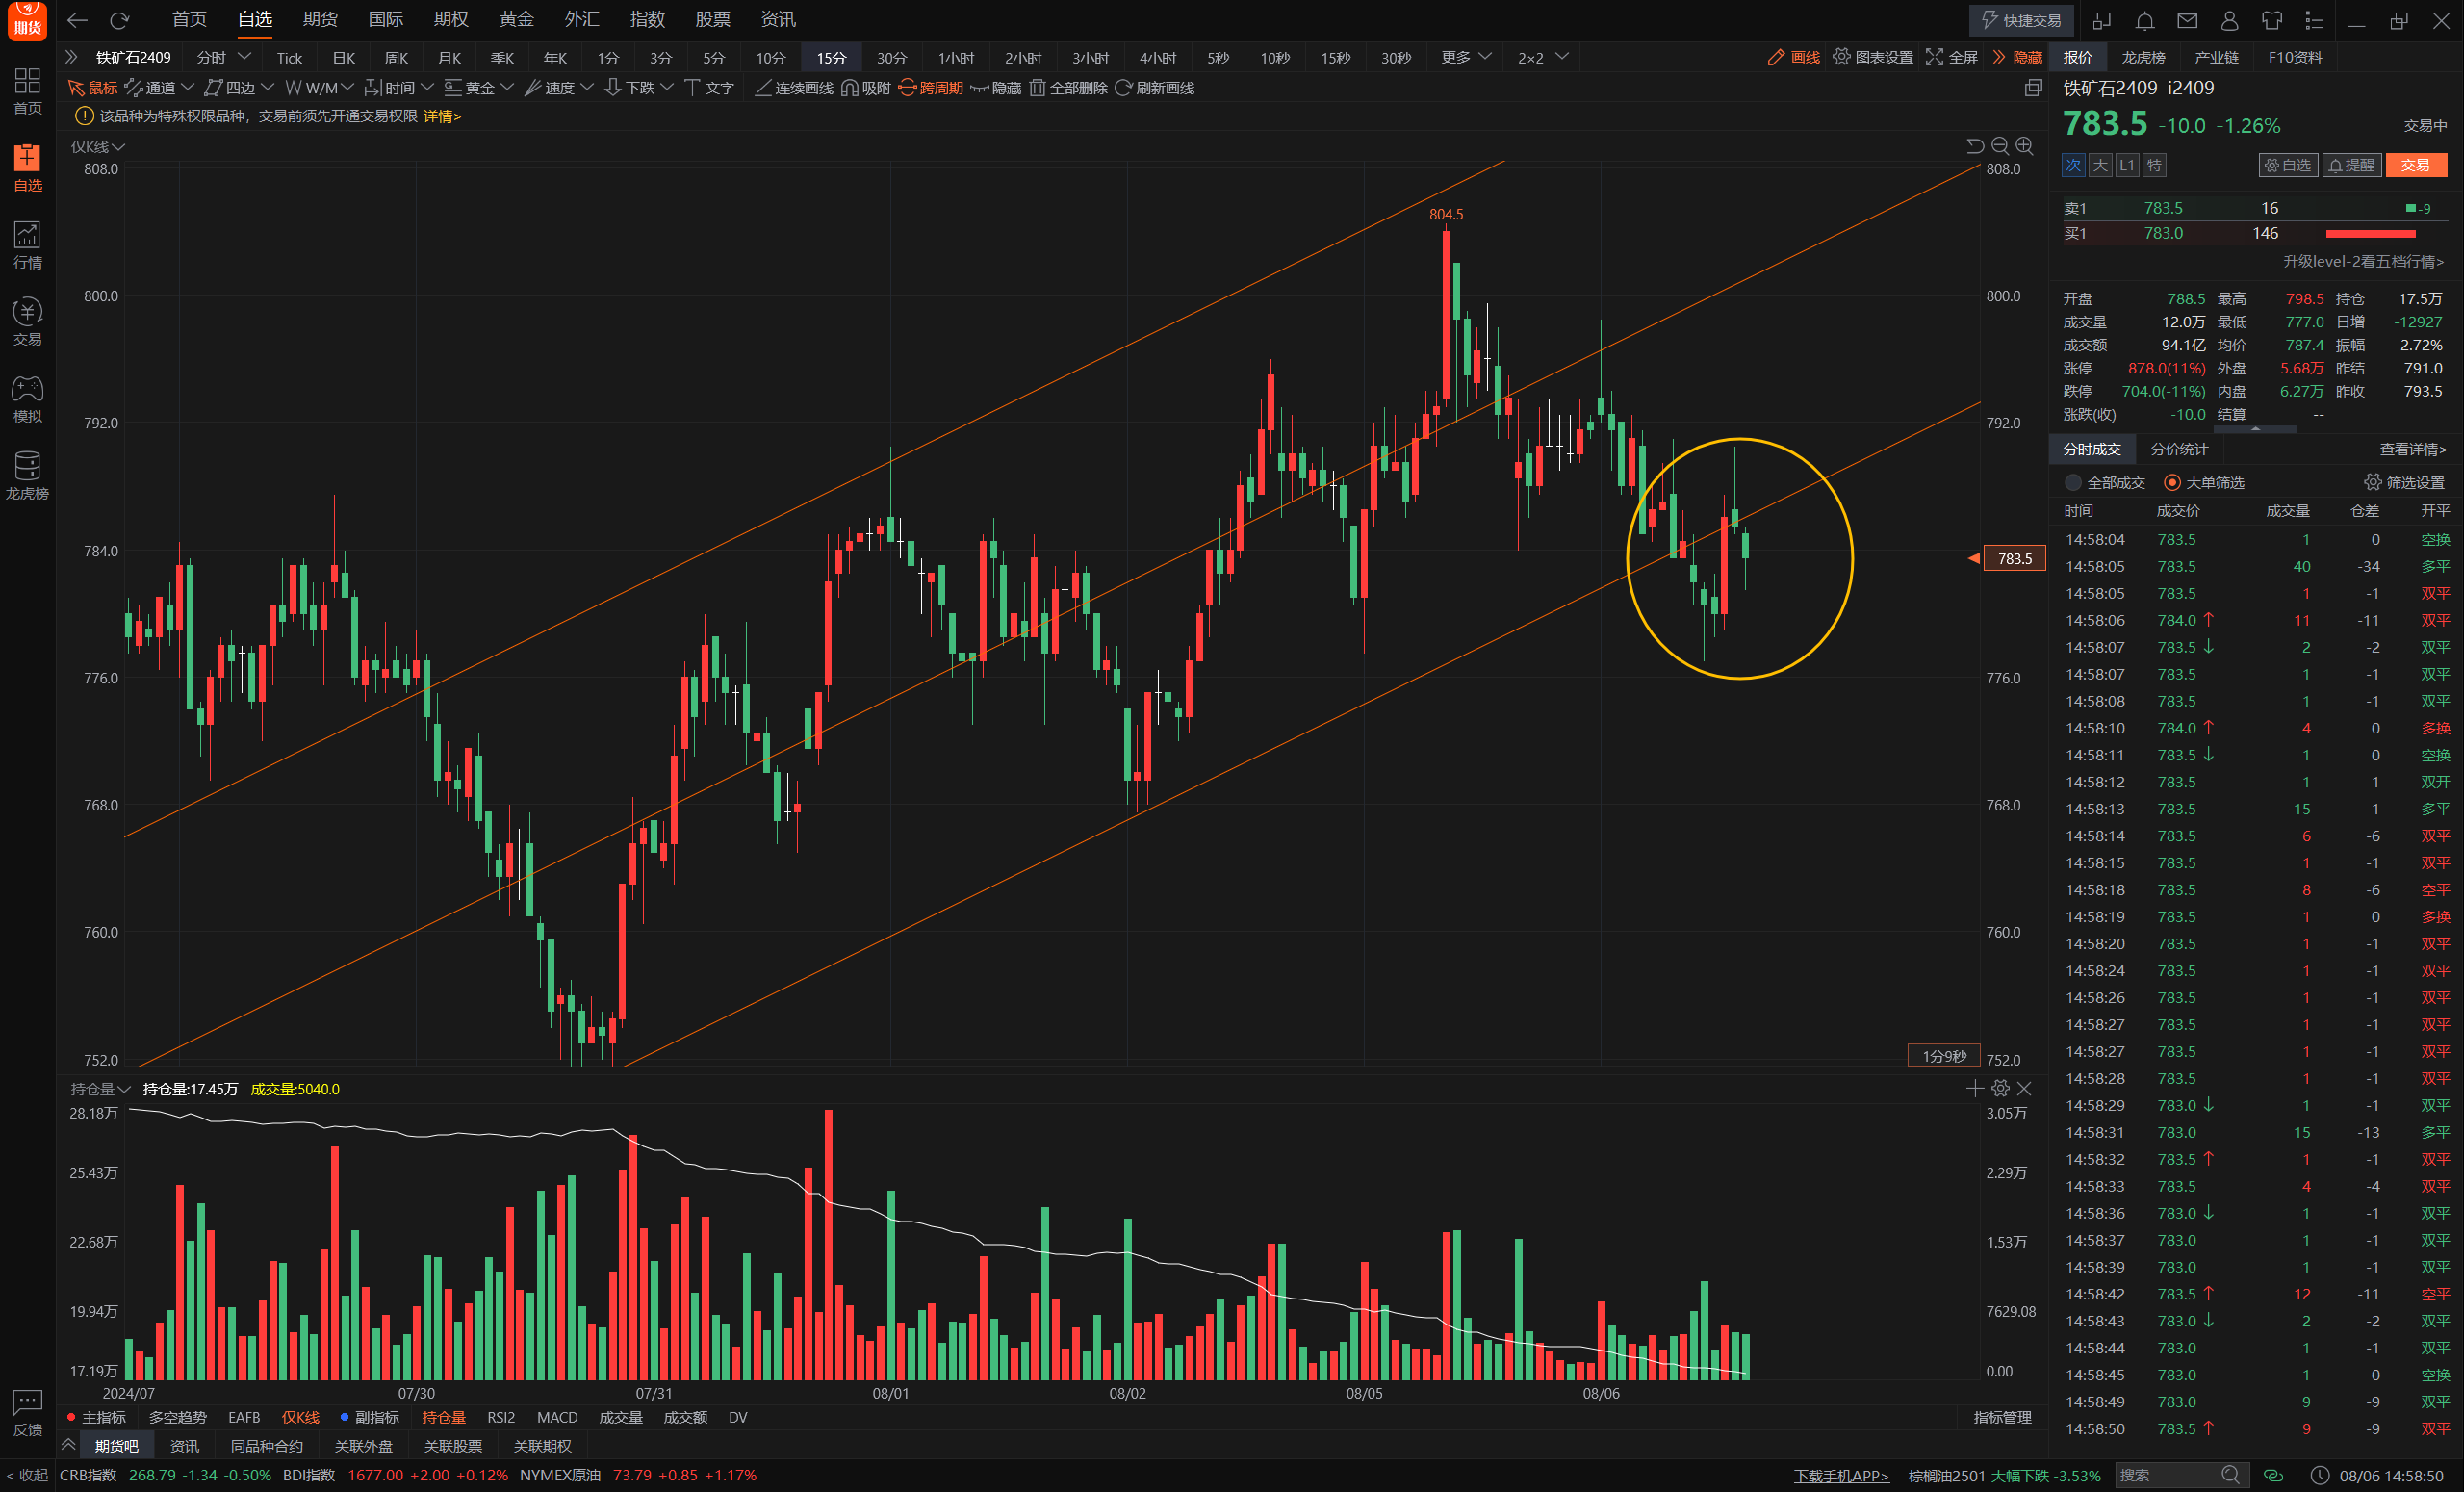 期货 首页 自选 期货 国际 期权 黄金 外汇 指数 股票 资讯 快捷交易
铁矿石2409 分时 Tick 日K 周K 月K 季K 年K 1分 3分 5分 10分 15分 30分 1小时 2小时 3小时 4小时 5秒 10秒 15秒 30秒 更多 2×2 画线 图表设置 全屏 隐藏 报价 龙虎榜 产业链 F10资料
鼠标 通道 四边 W/M 时间 黄金 速度 下跌 文字 连续画线 吸附 跨周期 隐藏 全部删除 刷新画线
该品种为特殊权限品种，交易前须先开通交易权限 详情>
仅K线
首页
自选
行情
交易
模拟
龙虎榜
反馈
808.0 808.0
804.5
800.0 800.0
792.0 792.0
784.0
783.5
776.0 776.0
768.0 768.0
760.0 760.0
752.0 1分9秒 752.0
持仓量 持仓量:17.45万 成交量:5040.0
28.18万 3.05万
25.43万 2.29万
22.68万 1.53万
19.94万 7629.08
17.19万 0.00
2024/07 07/30 07/31 08/01 08/02 08/05 08/06
主指标 多空趋势 EAFB 仅K线 副指标 持仓量 RSI2 MACD 成交量 成交额 DV 指标管理
期货吧 资讯 同品种合约 关联外盘 关联股票 关联期权
铁矿石2409 i2409
783.5 -10.0 -1.26% 交易中
次 大 L1 特 自选 提醒 交易
卖1 783.5 16 -9
买1 783.0 146
升级level-2看五档行情>
开盘 788.5 最高 798.5 持仓 17.5万
成交量 12.0万 最低 777.0 日增 -12927
成交额 94.1亿 均价 787.4 振幅 2.72%
涨停 878.0(11%) 外盘 5.68万 昨结 791.0
跌停 704.0(-11%) 内盘 6.27万 昨收 793.5
涨跌(收) -10.0 结算 --
分时成交 分价统计 查看详情>
全部成交 大单筛选 筛选设置
时间 成交价 成交量 仓差 开平
14:58:04 783.5 1 0 空换
14:58:05 783.5 40 -34 多平
14:58:05 783.5 1 -1 双平
14:58:06 784.0 ↑ 11 -11 双平
14:58:07 783.5 ↓ 2 -2 双平
14:58:07 783.5 1 -1 双平
14:58:08 783.5 1 -1 双平
14:58:10 784.0 ↑ 4 0 多换
14:58:11 783.5 ↓ 1 0 空换
14:58:12 783.5 1 1 双开
14:58:13 783.5 15 -1 多平
14:58:14 783.5 6 -6 双平
14:58:15 783.5 1 -1 双平
14:58:18 783.5 8 -6 空平
14:58:19 783.5 1 0 多换
14:58:20 783.5 1 -1 双平
14:58:24 783.5 1 -1 双平
14:58:26 783.5 1 -1 双平
14:58:27 783.5 1 -1 双平
14:58:27 783.5 1 -1 双平
14:58:28 783.5 1 -1 双平
14:58:29 783.0 ↓ 1 -1 双平
14:58:31 783.0 15 -13 多平
14:58:32 783.5 ↑ 1 -1 双平
14:58:33 783.5 4 -4 双平
14:58:36 783.0 ↓ 1 -1 双平
14:58:37 783.0 1 -1 双平
14:58:39 783.0 1 -1 双平
14:58:42 783.5 ↑ 12 -11 空平
14:58:43 783.0 ↓ 2 -2 双平
14:58:44 783.0 1 -1 双平
14:58:45 783.0 1 0 空换
14:58:49 783.0 9 -9 双平
14:58:50 783.5 ↑ 9 -9 双平
< 收起 CRB指数 268.79 -1.34 -0.50% BDI指数 1677.00 +2.00 +0.12% NYMEX原油 73.79 +0.85 +1.17% 下载手机APP> 棕榈油2501 大幅下跌 -3.53% 搜索 08/06 14:58:50